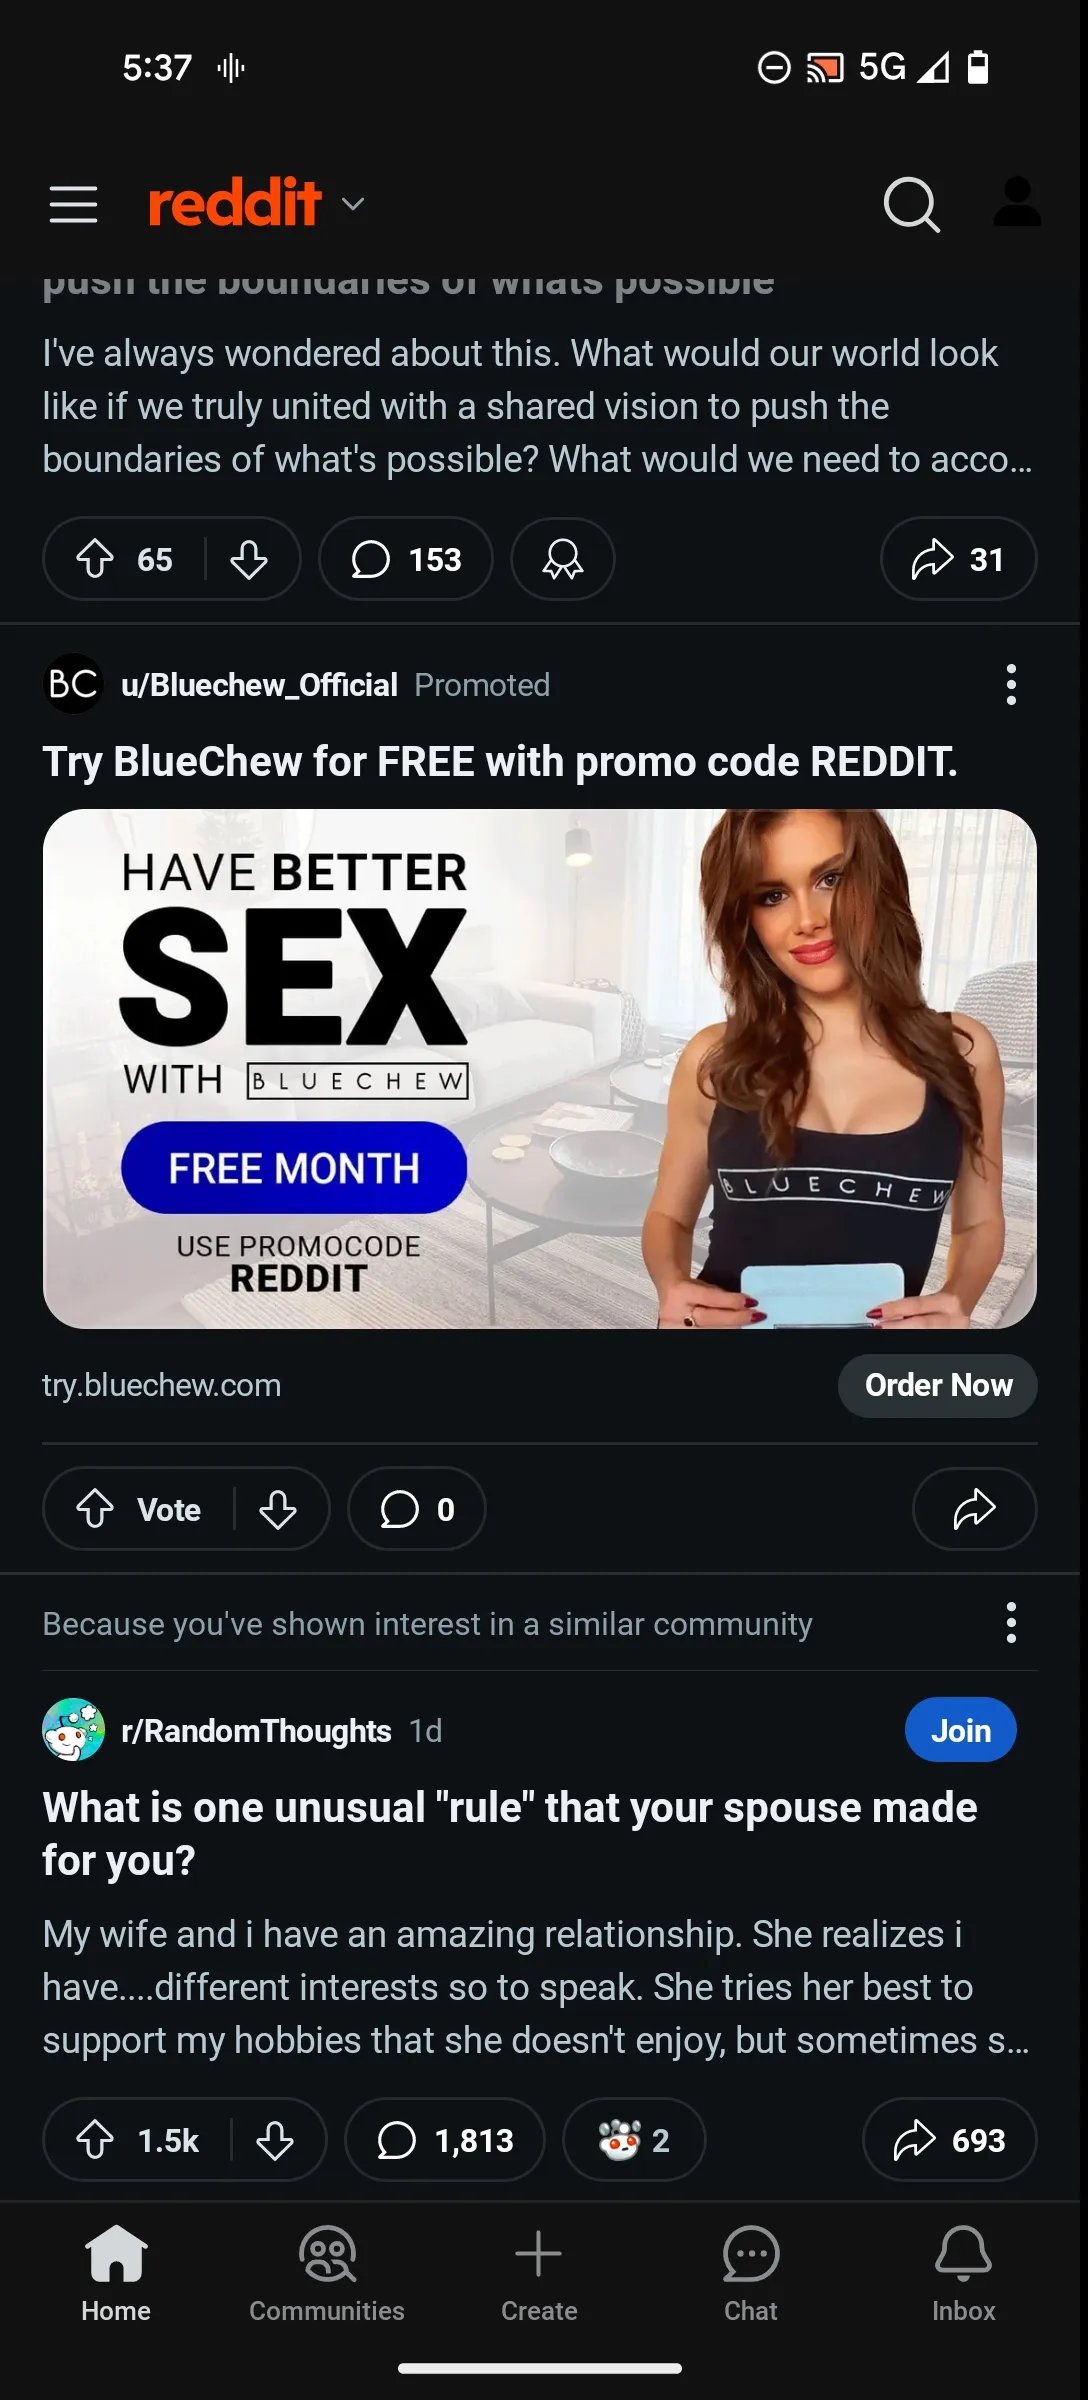 5:37
5G
reddit
push the boundaries of whats possible
I've always wondered about this. What would our world look
like if we truly united with a shared vision to push the
boundaries of what's possible? What would we need to acco...
65
153
31
BC
u/Bluechew_Official Promoted
Try BlueChew for FREE with promo code REDDIT.
HAVE BETTER
SEX
WITH BLUECHEW
FREE MONTH
USE PROMOCODE
REDDIT
BLUECHEW
try.bluechew.com
Order Now
Vote
0
Because you've shown interest in a similar community
r/RandomThoughts 1d
Join
What is one unusual "rule" that your spouse made
for you?
My wife and i have an amazing relationship. She realizes i
have....different interests so to speak. She tries her best to
support my hobbies that she doesn't enjoy, but sometimes s...
1.5k
1,813
2
693
Home
Communities
Create
Chat
Inbox